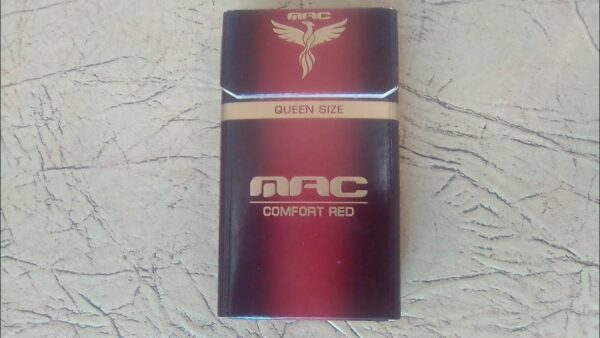 MAC
QUEEN SIZE
MAC
COMFORT RED